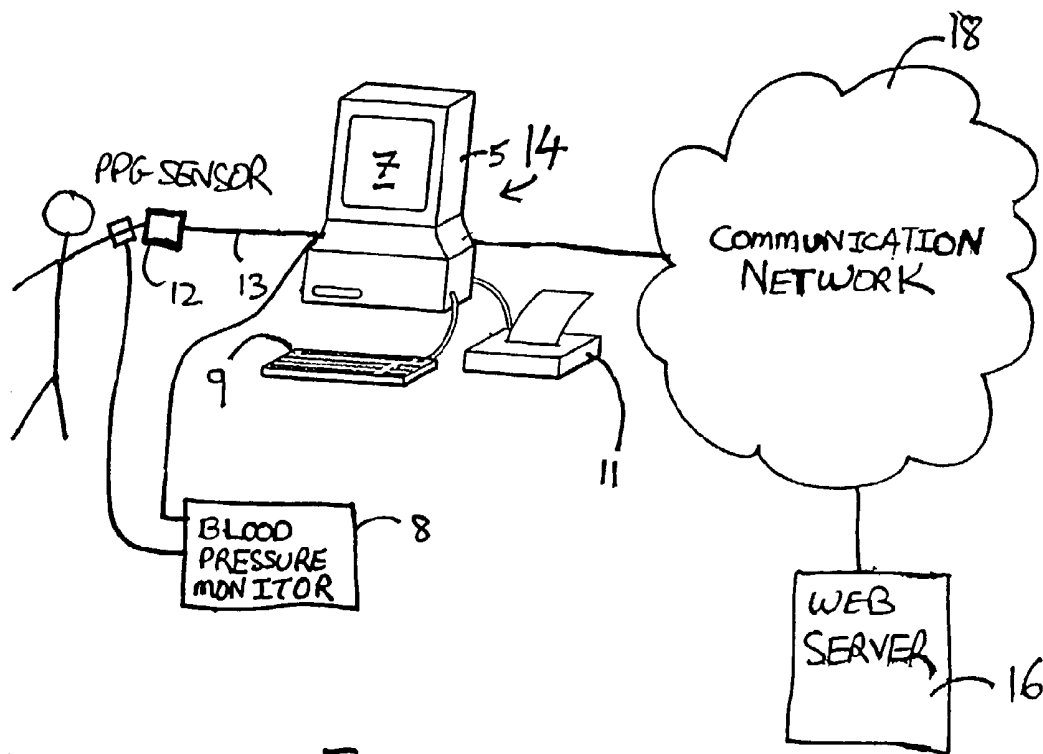 18
PPG SENSOR
7
5
14
COMMUNICATION
NETWORK
12
13
9
11
BLOOD
PRESSURE
MONITOR
8
WEB
SERVER
16